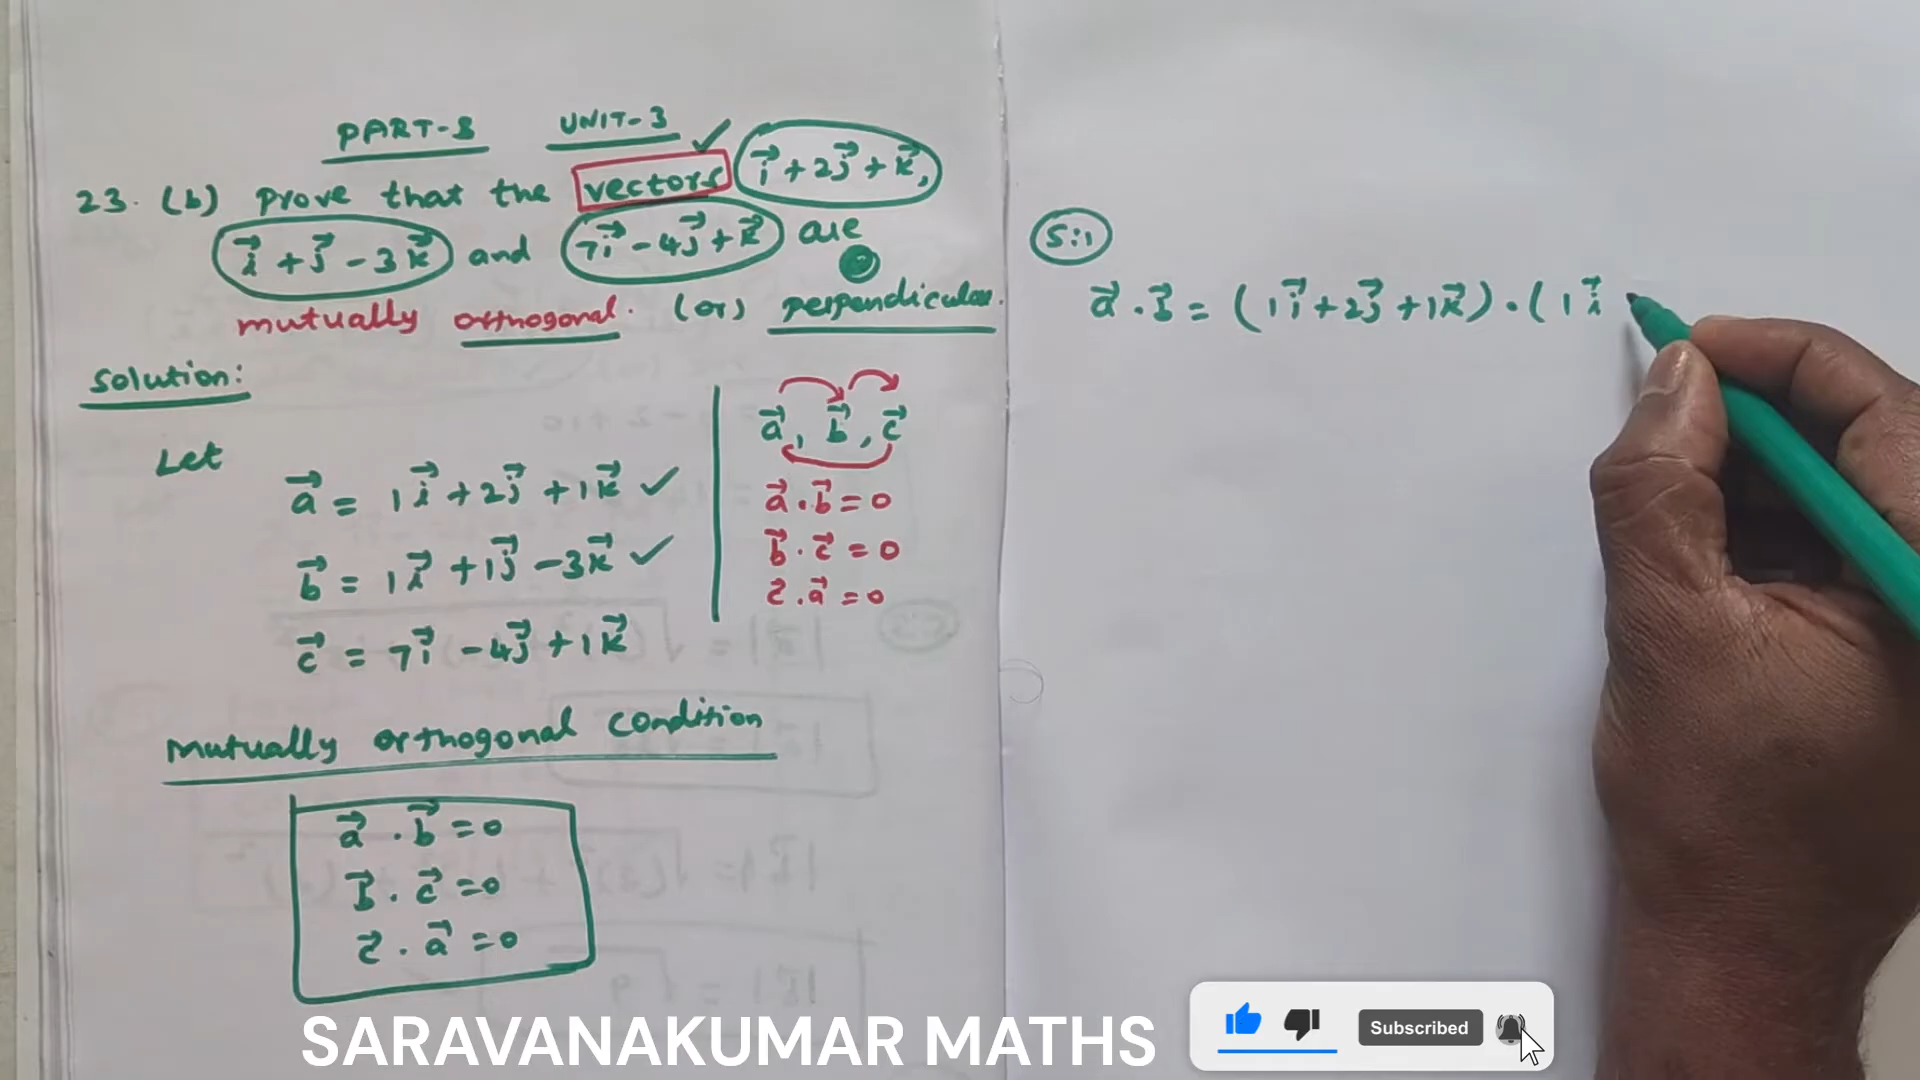 PART-B UNIT-3
23. (b) prove that the vectors i⃗ + 2j⃗ + k⃗,
i⃗ + j⃗ - 3k⃗ and 7i⃗ - 4j⃗ + k⃗ are
mutually orthogonal. (or) perpendicular.
Solution:
Let
a⃗ = 1i⃗ + 2j⃗ + 1k⃗ ✓
b⃗ = 1i⃗ + 1j⃗ - 3k⃗ ✓
c⃗ = 7i⃗ - 4j⃗ + 1k⃗
a⃗, b⃗, c⃗
a⃗ . b⃗ = 0
b⃗ . c⃗ = 0
c⃗ . a⃗ = 0
Mutually orthogonal condition
a⃗ . b⃗ = 0
b⃗ . c⃗ = 0
c⃗ . a⃗ = 0
S:1
a⃗ . b⃗ = (1i⃗ + 2j⃗ + 1k⃗) . (1i⃗
SARAVANAKUMAR MATHS
Subscribed